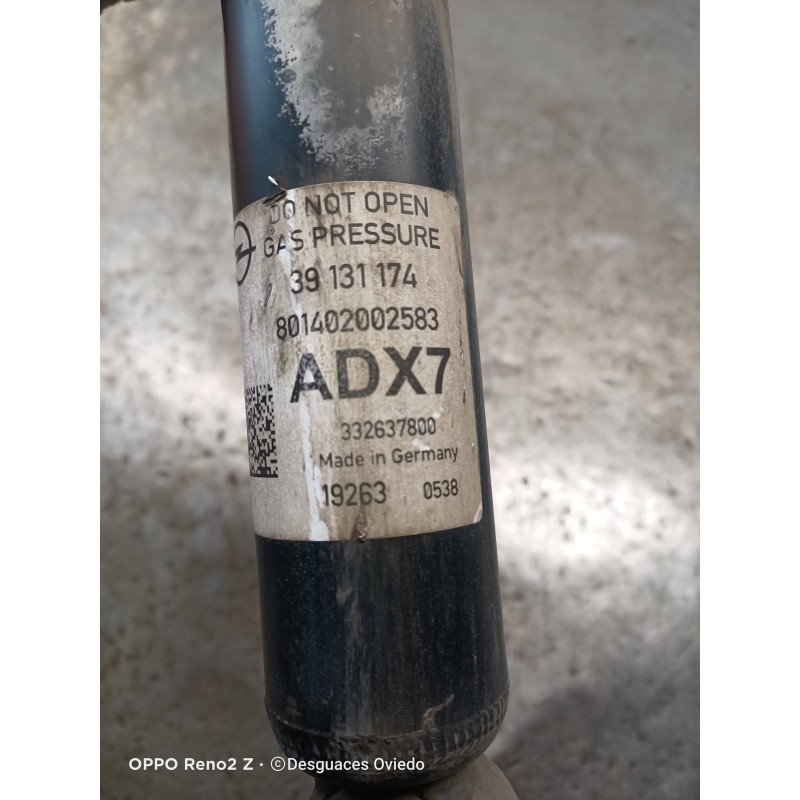 DO NOT OPEN
GAS PRESSURE
39 131 174
801402002583
ADX7
332637800
Made in Germany
19263 0538
OPPO Reno2 Z · ©Desguaces Oviedo